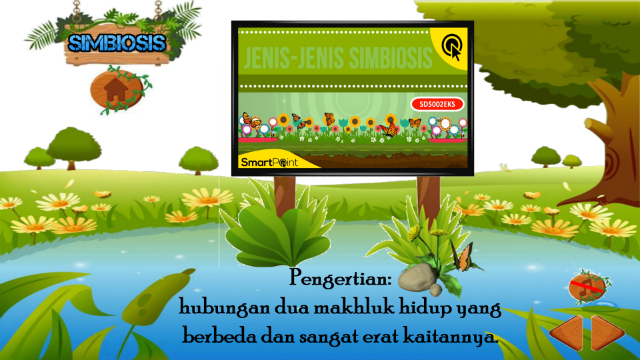 SIMBIOSIS
JENIS-JENIS SIMBIOSIS
SD5002EKS
SmartPoint
Pengertian:
hubungan dua makhluk hidup yang
berbeda dan sangat erat kaitannya.